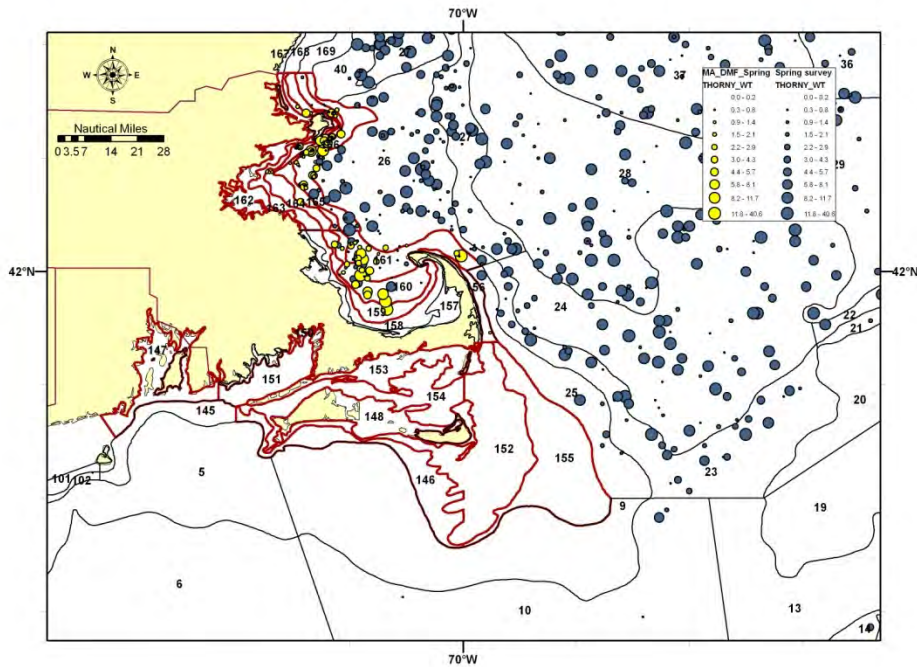 70°W
167
168
169
27
40
37
36
N
W E
S
MA_DMF_Spring Spring survey
THORNY_WT THORNY_WT
0.0 - 0.2 0.0 - 0.2
0.3 - 0.8 0.3 - 0.8
0.9 - 1.4 0.9 - 1.4
1.5 - 2.1 1.5 - 2.1
2.2 - 2.9 2.2 - 2.9
3.0 - 4.3 3.0 - 4.3
4.4 - 5.7 4.4 - 5.7
5.8 - 8.1 5.8 - 8.1
8.2 - 11.7 8.2 - 11.7
11.8 - 40.6 11.8 - 40.6
Nautical Miles
0 3.5 7 14 21 28
27
26
28
29
162
163
165
42°N
42°N
161
160
159
158
157
156
24
22
21
147
151
153
145
148
154
25
20
152
155
23
101
102
5
146
9
19
6
10
13
14
70°W